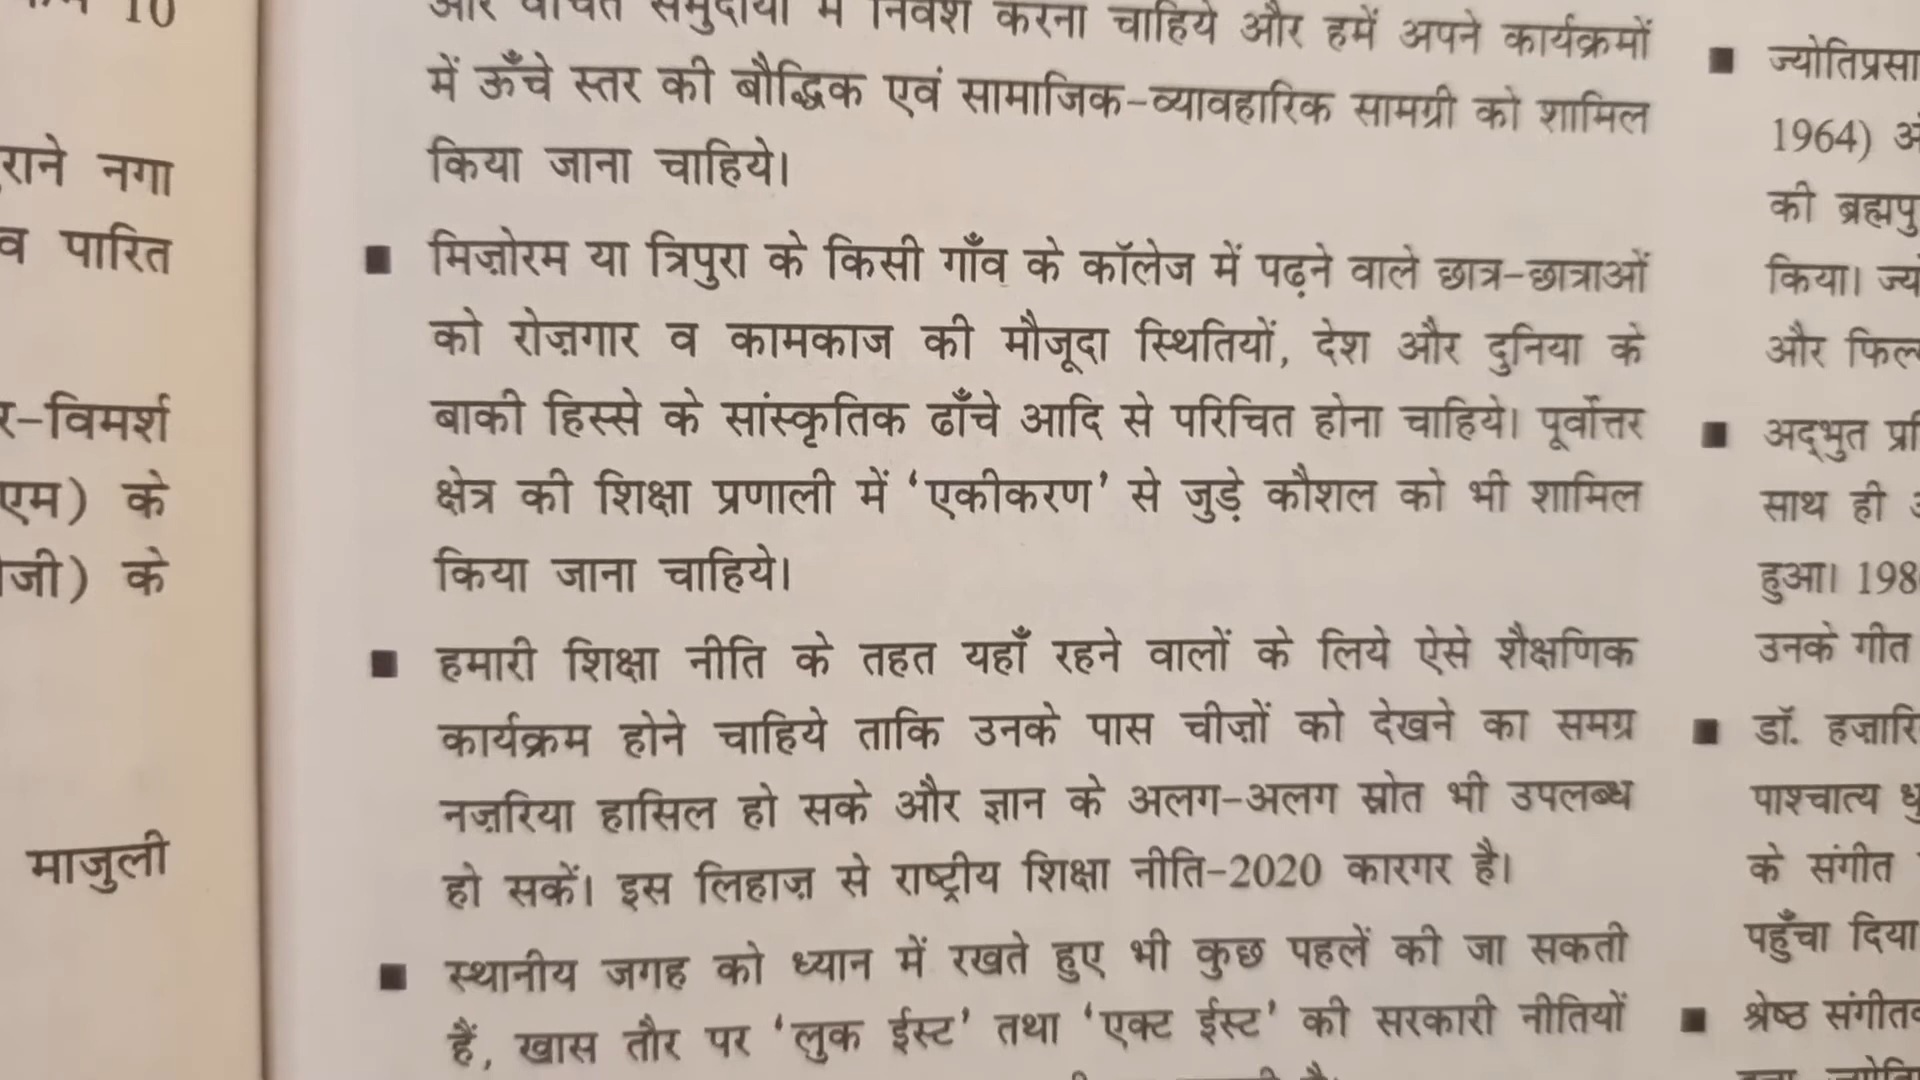 10
राने नगा
व पारित
र-विमर्श
एम) के
जी) के
माजुली
और वंचित समुदायों में निवेश करना चाहिये और हमें अपने कार्यक्रमों
में ऊँचे स्तर की बौद्धिक एवं सामाजिक-व्यावहारिक सामग्री को शामिल
किया जाना चाहिये।
■ मिज़ोरम या त्रिपुरा के किसी गाँव के कॉलेज में पढ़ने वाले छात्र-छात्राओं
को रोज़गार व कामकाज की मौजूदा स्थितियों, देश और दुनिया के
बाकी हिस्से के सांस्कृतिक ढाँचे आदि से परिचित होना चाहिये। पूर्वोत्तर
क्षेत्र की शिक्षा प्रणाली में ‘एकीकरण’ से जुड़े कौशल को भी शामिल
किया जाना चाहिये।
■ हमारी शिक्षा नीति के तहत यहाँ रहने वालों के लिये ऐसे शैक्षणिक
कार्यक्रम होने चाहिये ताकि उनके पास चीज़ों को देखने का समग्र
नज़रिया हासिल हो सके और ज्ञान के अलग-अलग स्रोत भी उपलब्ध
हो सकें। इस लिहाज़ से राष्ट्रीय शिक्षा नीति-2020 कारगर है।
■ स्थानीय जगह को ध्यान में रखते हुए भी कुछ पहलें की जा सकती
हैं, खास तौर पर ‘लुक ईस्ट’ तथा ‘एक्ट ईस्ट’ की सरकारी नीतियों
■ ज्योतिप्रसा
1964)
की ब्रह्मपु
किया। ज्य
और फिल्
■ अद्भुत प्रि
साथ ही
हुआ। 198
उनके गीत
■ डॉ. हज़ारि
पाश्चात्य धु
के संगीत
पहुँचा दिया
■ श्रेष्ठ संगीतव